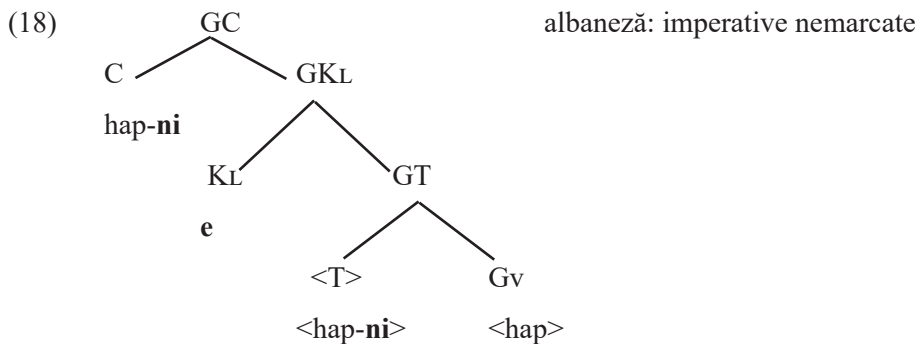 (18) GC albaneză: imperative nemarcate
C GKL
hap-ni
KL GT
e
<T> Gv
<hap-ni> <hap>